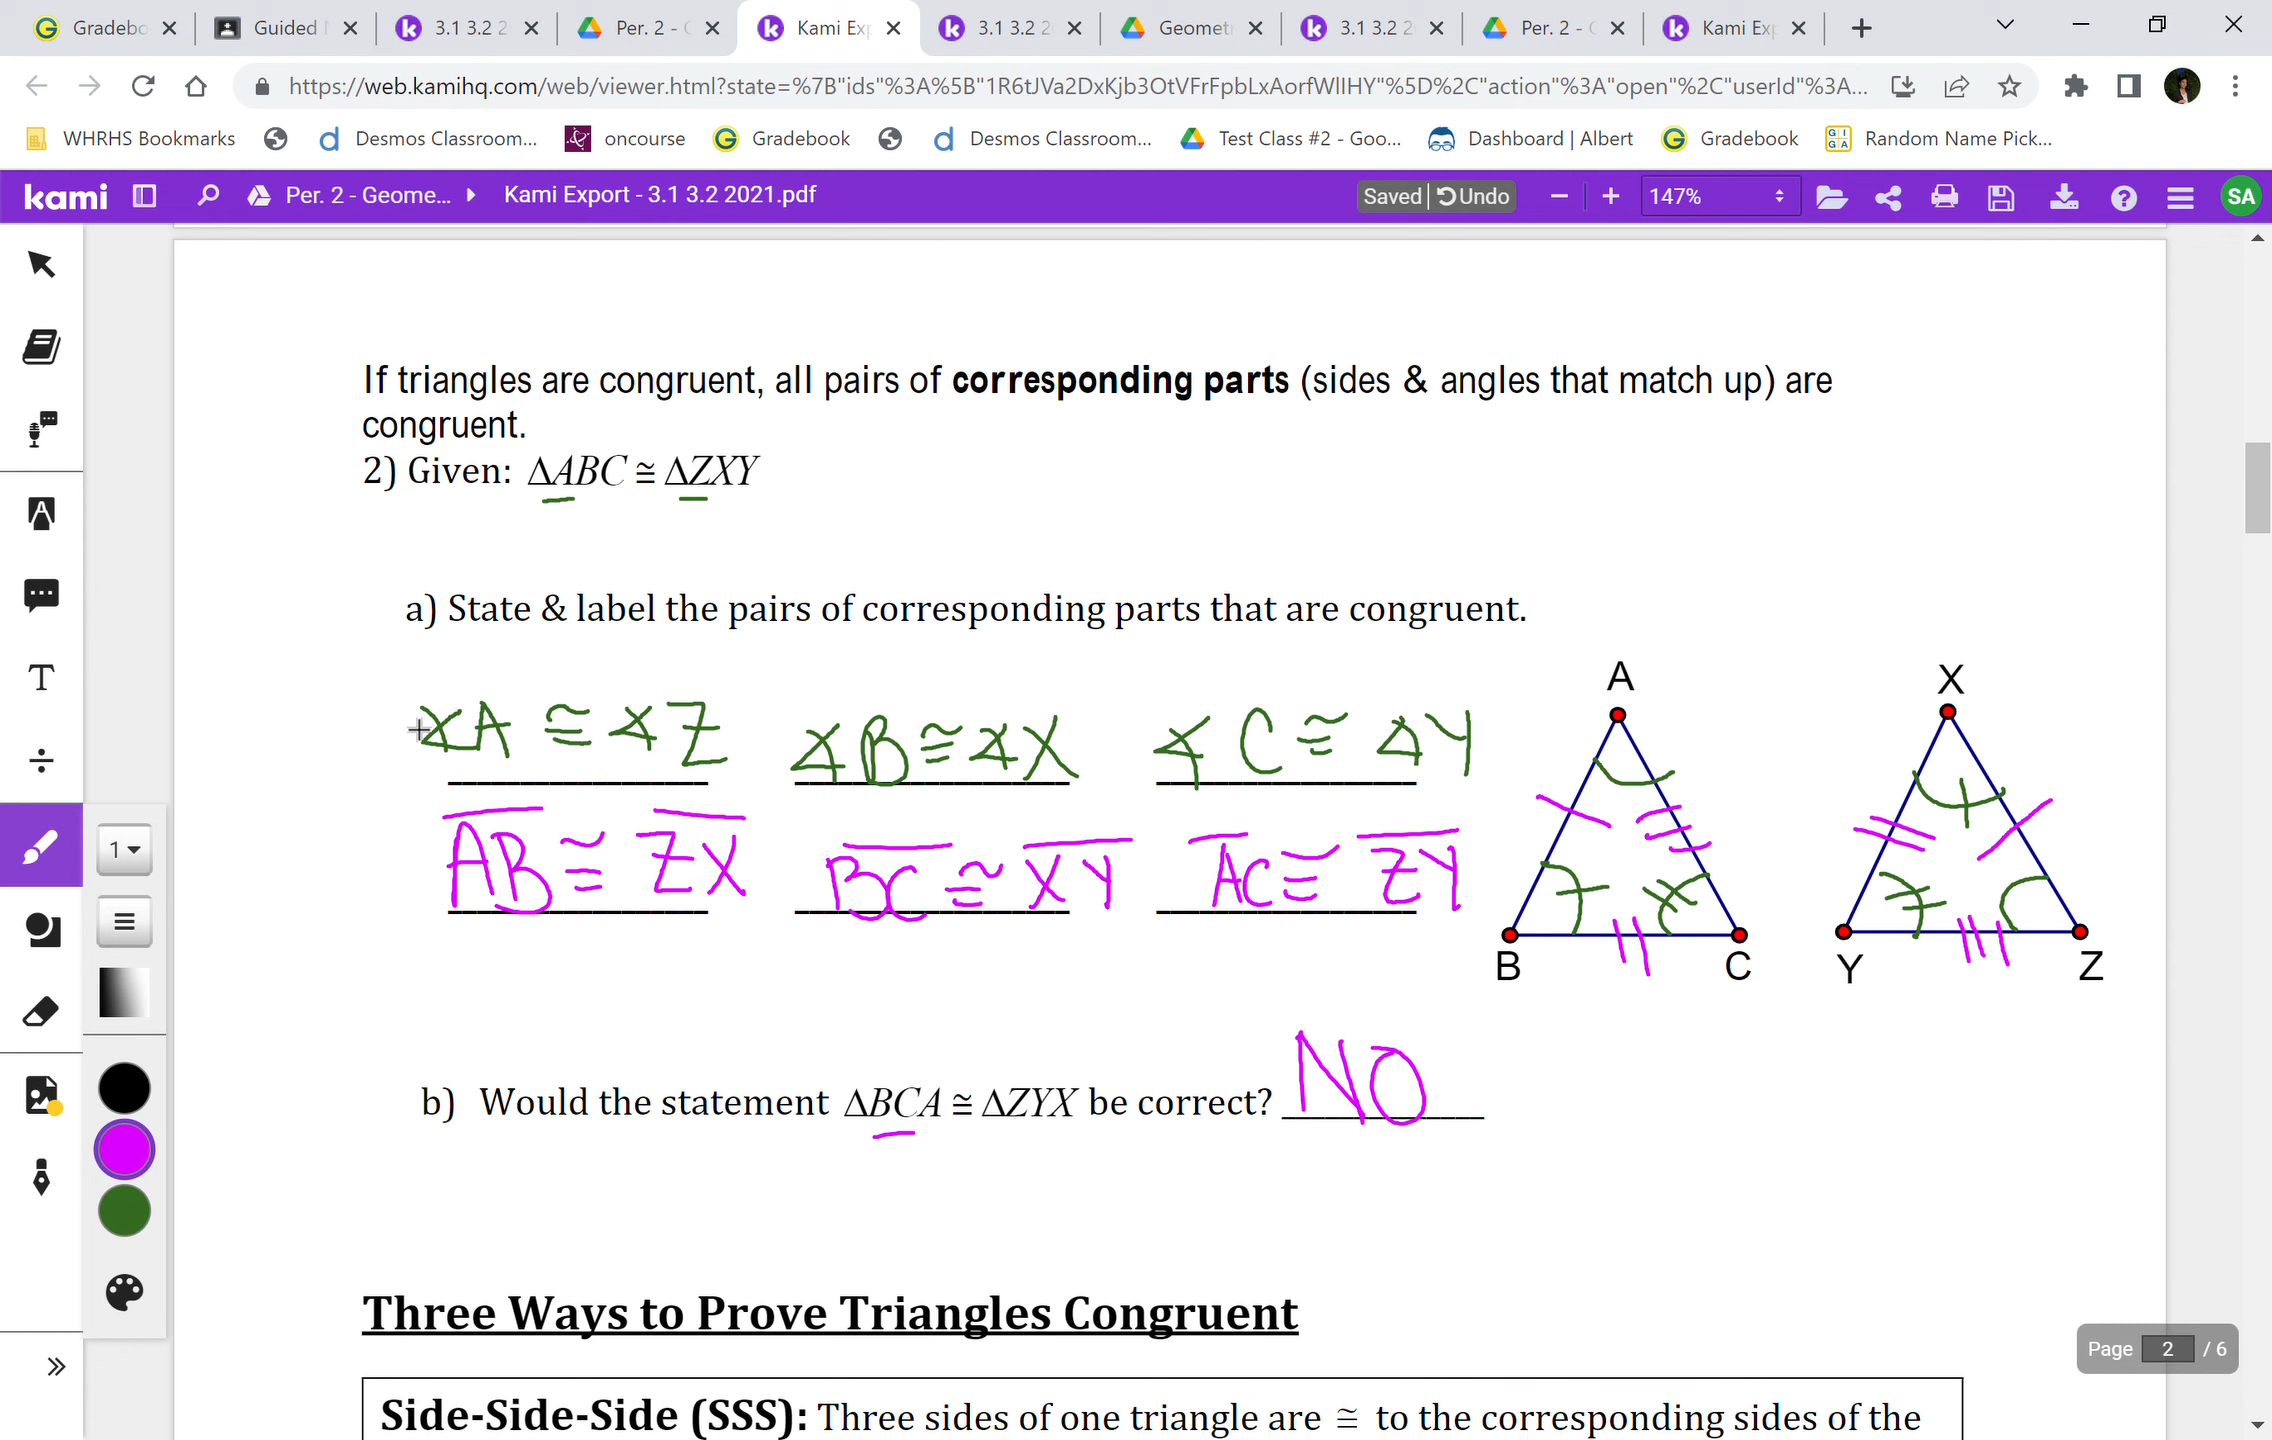 Gradebo Guided 3.1 3.2 2 Per. 2 - Kami Ex 3.1 3.2 2 Geomet 3.1 3.2 2 Per. 2 - Kami Ex
https://web.kamihq.com/web/viewer.html?state=%7B"ids"%3A%5B"1R6tJVa2DxKjb3OtVFrFpbLxAorfWlIHY"%5D%2C"action"%3A"open"%2C"userId"%3A...
WHRHS Bookmarks Desmos Classroom... oncourse Gradebook Desmos Classroom... Test Class #2 - Goo... Dashboard | Albert Gradebook GIGA Random Name Pick...
kami Per. 2 - Geome... Kami Export - 3.1 3.2 2021.pdf Saved Undo 147% SA
If triangles are congruent, all pairs of corresponding parts (sides & angles that match up) are
congruent.
2) Given: ΔABC ≅ ΔZXY
a) State & label the pairs of corresponding parts that are congruent.
A X
∡A ≅ ∡Z ∡B ≅ ∡X ∡C ≅ ∡Y
AB ≅ ZX BC ≅ XY AC ≅ ZY
B C Y Z
b) Would the statement ΔBCA ≅ ΔZYX be correct? NO
Three Ways to Prove Triangles Congruent
Side-Side-Side (SSS): Three sides of one triangle are ≅ to the corresponding sides of the
1
Page 2 / 6